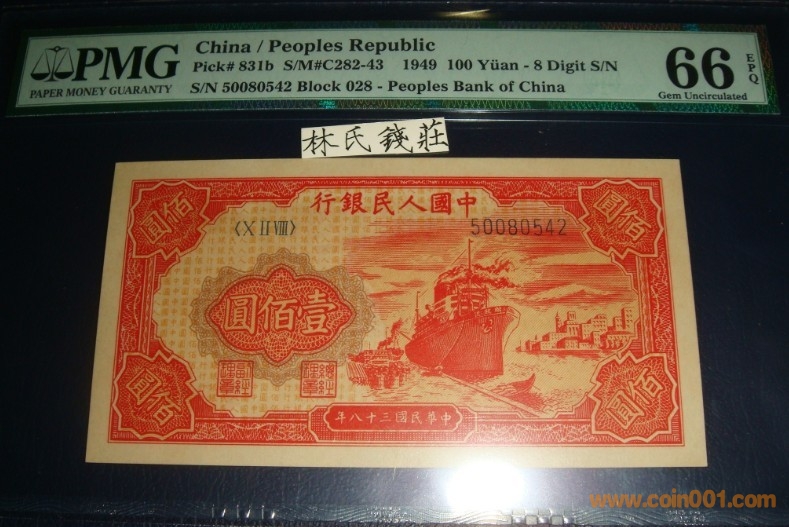 PMG
PAPER MONEY GUARANTY
China / Peoples Republic
Pick# 831b S/M#C282-43 1949 100 Yüan - 8 Digit S/N
S/N 50080542 Block 028 - Peoples Bank of China
66 EPQ
Gem Uncirculated
林氏錢莊
行銀民人國中
〈X II VIII〉
50080542
圓佰
圓佰
圓佰壹
圓佰
圓佰
年八十三國民華中
www.coin001.com